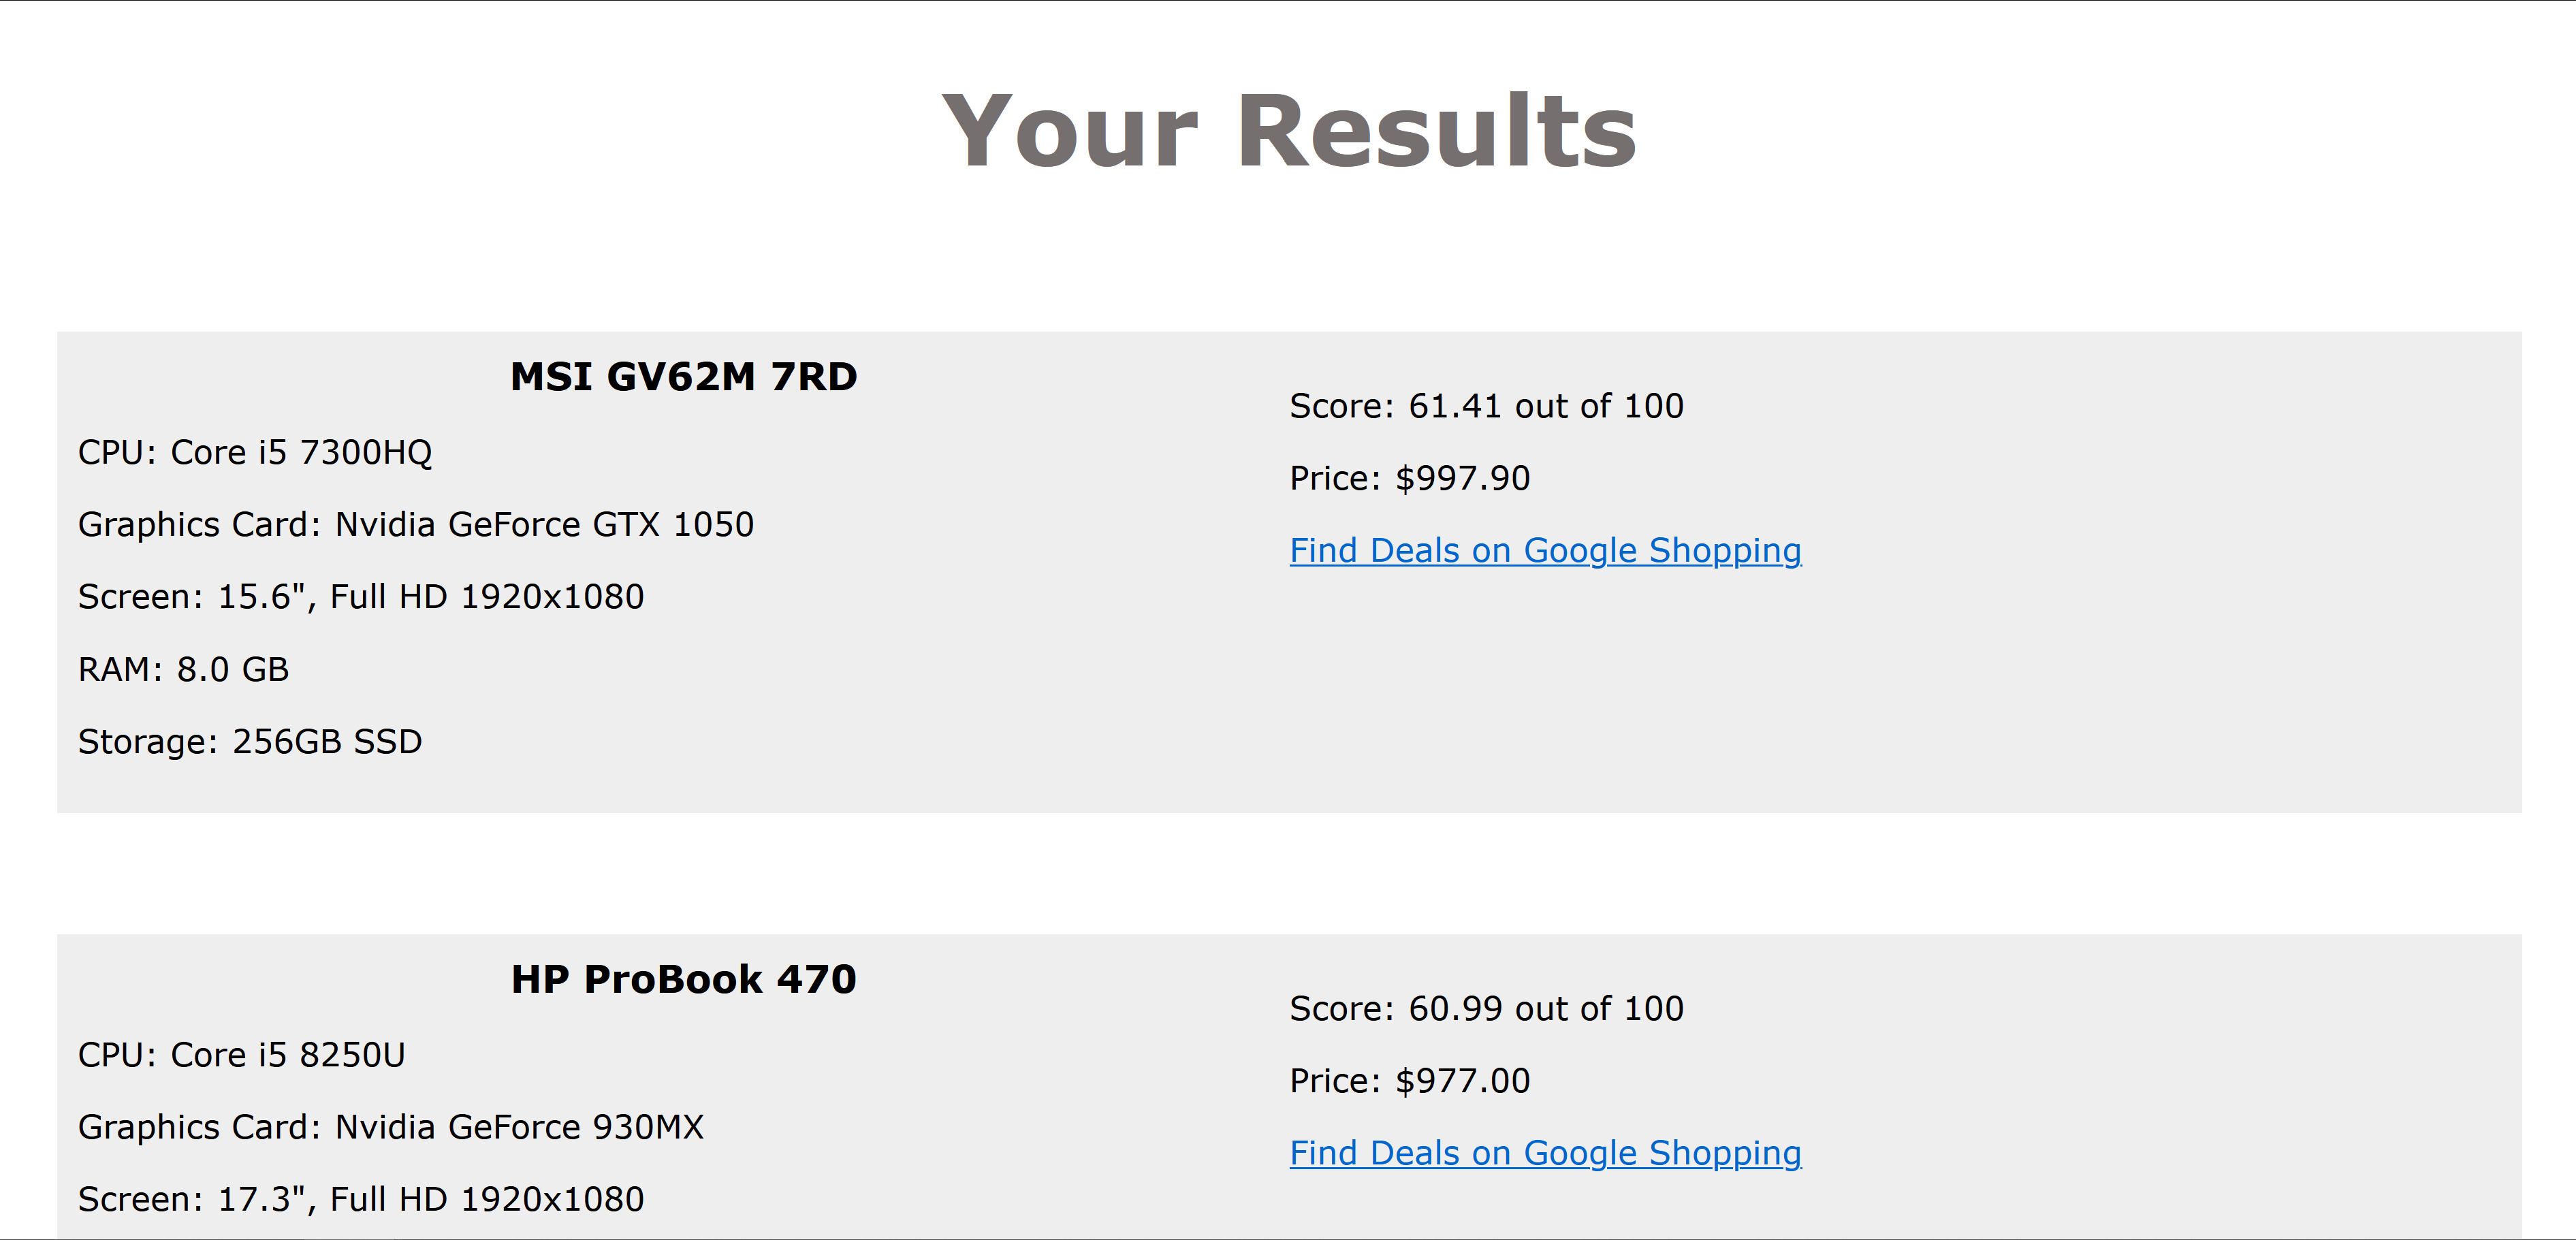 Your Results
MSI GV62M 7RD
CPU: Core i5 7300HQ
Graphics Card: Nvidia GeForce GTX 1050
Screen: 15.6", Full HD 1920x1080
RAM: 8.0 GB
Storage: 256GB SSD
Score: 61.41 out of 100
Price: $997.90
Find Deals on Google Shopping
HP ProBook 470
CPU: Core i5 8250U
Graphics Card: Nvidia GeForce 930MX
Screen: 17.3", Full HD 1920x1080
Score: 60.99 out of 100
Price: $977.00
Find Deals on Google Shopping